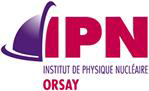 IPN
INSTITUT DE PHYSIQUE NUCLÉAIRE
ORSAY